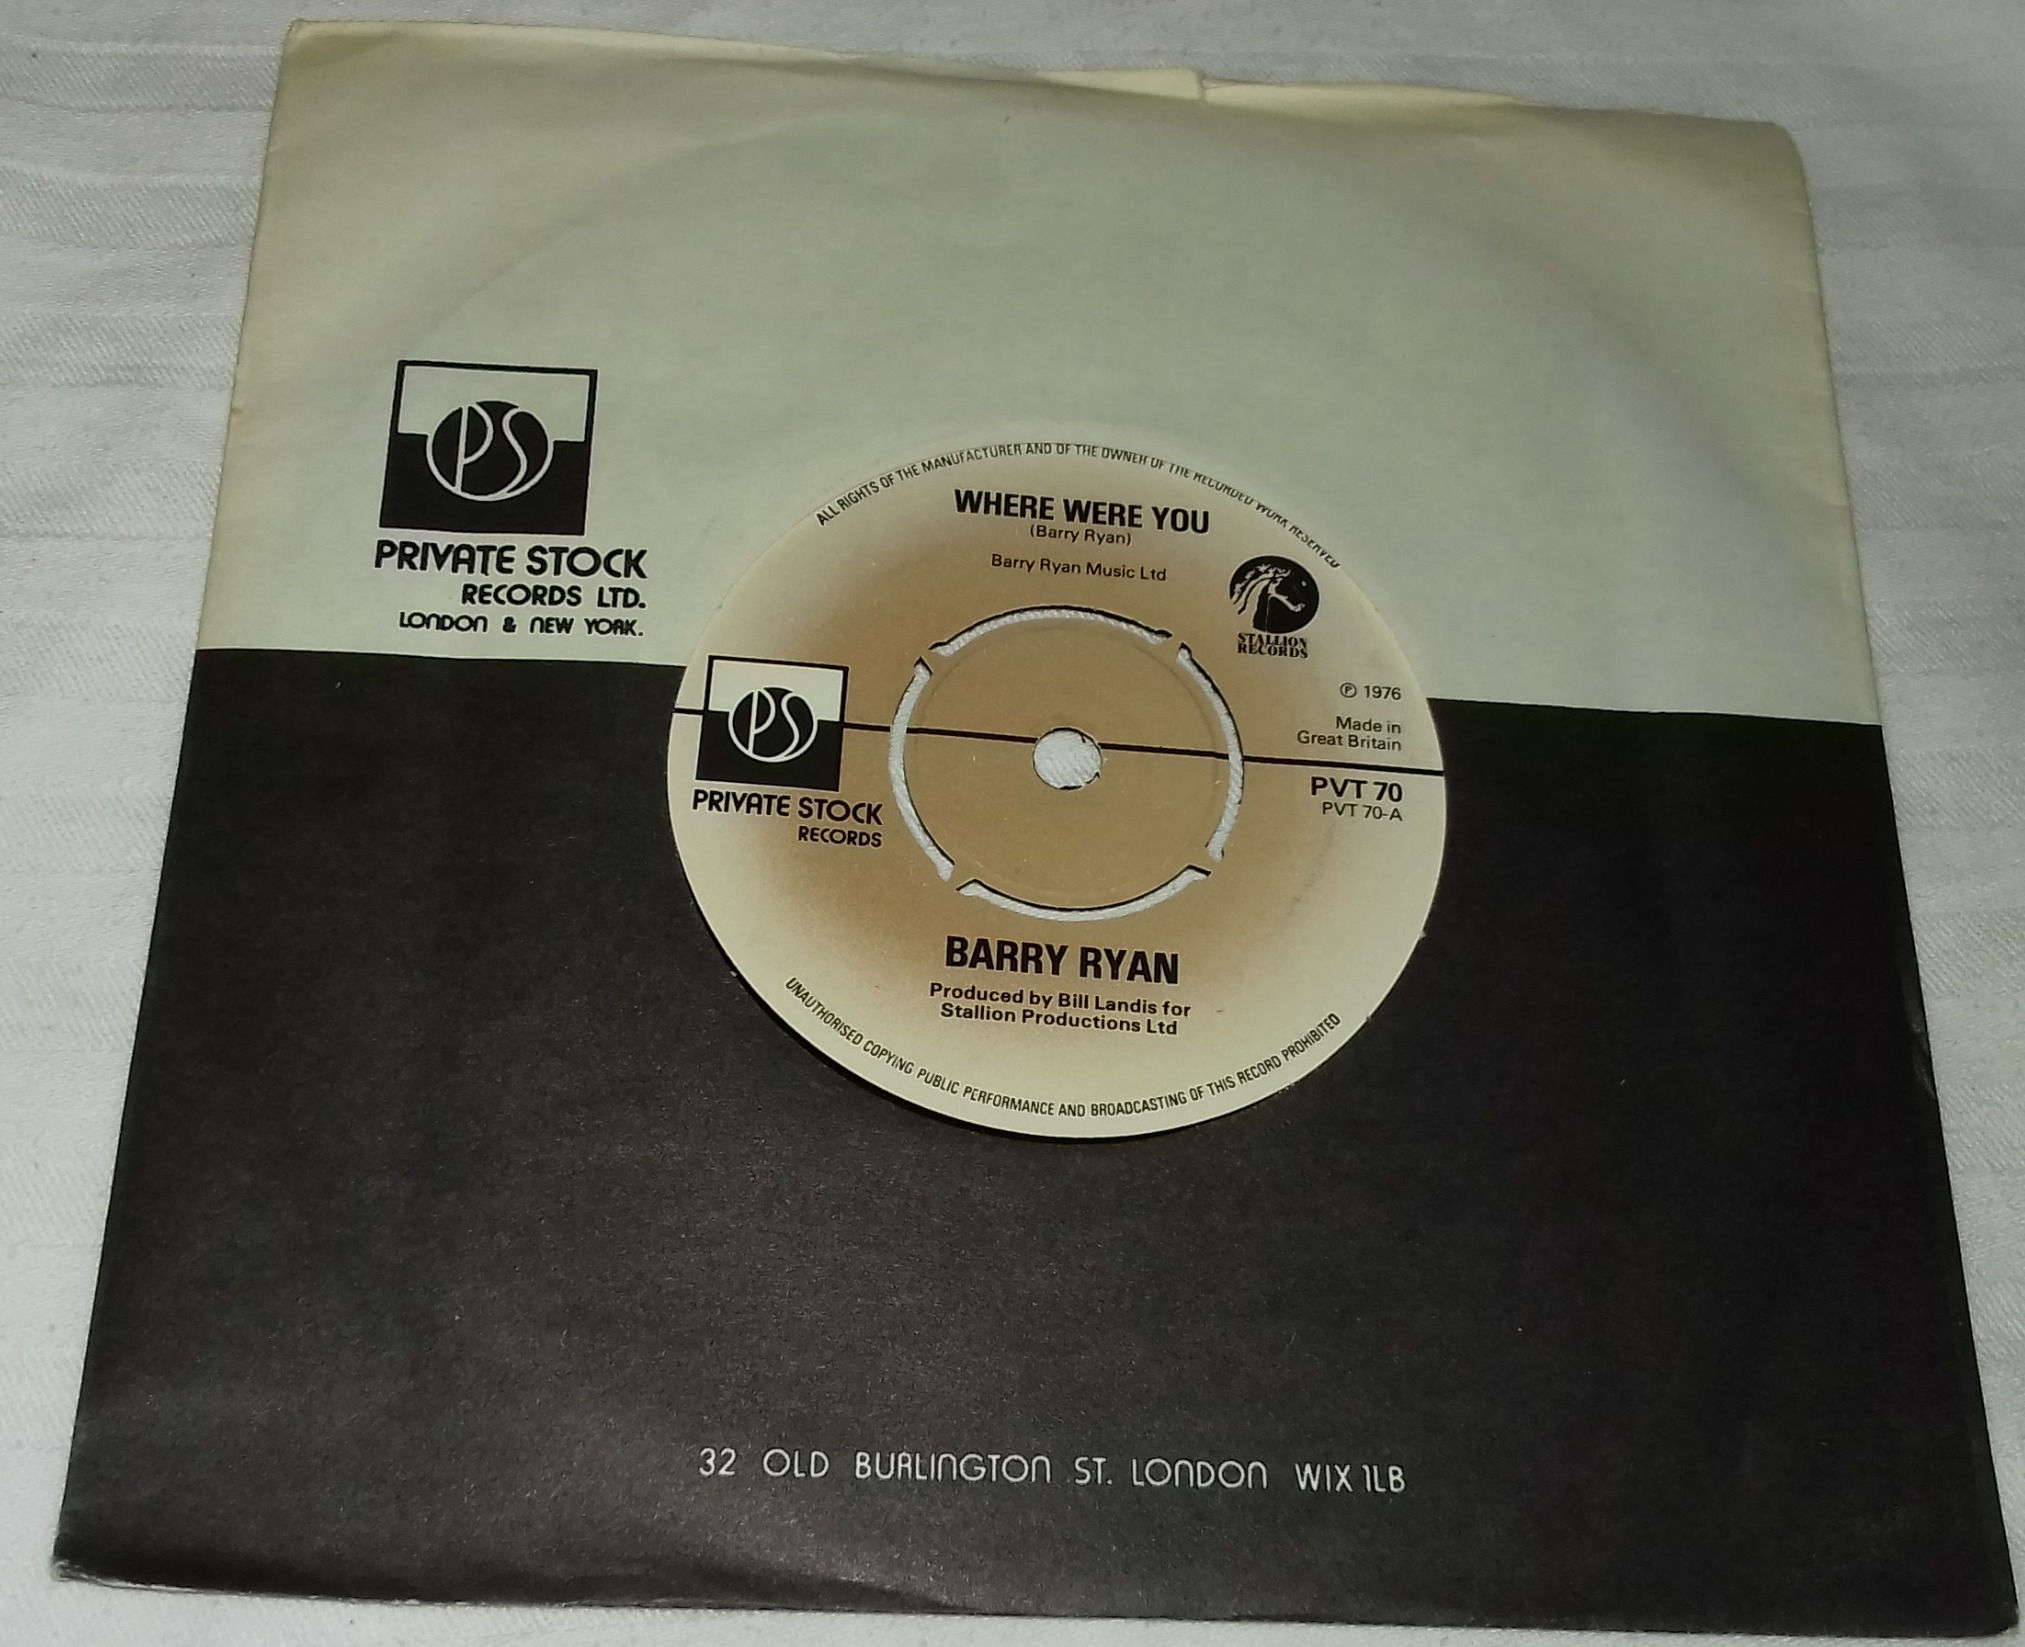 PS
PRIVATE STOCK
RECORDS LTD.
LONDON & NEW YORK.
ALL RIGHTS OF THE MANUFACTURER AND OF THE OWNER OF THE RECORDED WORK RESERVED
WHERE WERE YOU
(Barry Ryan)
Barry Ryan Music Ltd
STALLION
RECORDS
℗ 1976
Made in
Great Britain
PS
PRIVATE STOCK
RECORDS
PVT 70
PVT 70-A
BARRY RYAN
Produced by Bill Landis for
Stallion Productions Ltd
UNAUTHORISED COPYING PUBLIC PERFORMANCE AND BROADCASTING OF THIS RECORD PROHIBITED
32 OLD BURLINGTON ST. LONDON WIX 1LB